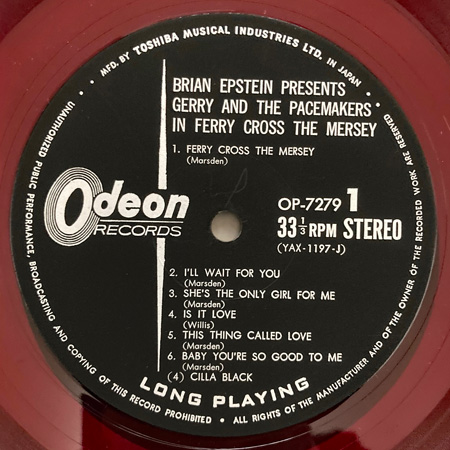 • MFD. BY TOSHIBA MUSICAL INDUSTRIES LTD. IN JAPAN •
BRIAN EPSTEIN PRESENTS
GERRY AND THE PACEMAKERS
IN FERRY CROSS THE MERSEY
1. FERRY CROSS THE MERSEY
(Marsden)
Odeon
RECORDS
OP-7279 1
33 1/3 RPM STEREO
(YAX-1197-J)
2. I'LL WAIT FOR YOU
(Marsden)
3. SHE'S THE ONLY GIRL FOR ME
(Marsden)
4. IS IT LOVE
(Willis)
5. THIS THING CALLED LOVE
(Marsden)
6. BABY YOU'RE SO GOOD TO ME
(Marsden)
(4) CILLA BLACK
LONG PLAYING
UNAUTHORIZED PUBLIC PERFORMANCE, BROADCASTING AND COPYING OF THIS RECORD PROHIBITED • ALL RIGHTS OF THE MANUFACTURER AND OF THE OWNER OF THE RECORDED WORK ARE RESERVED